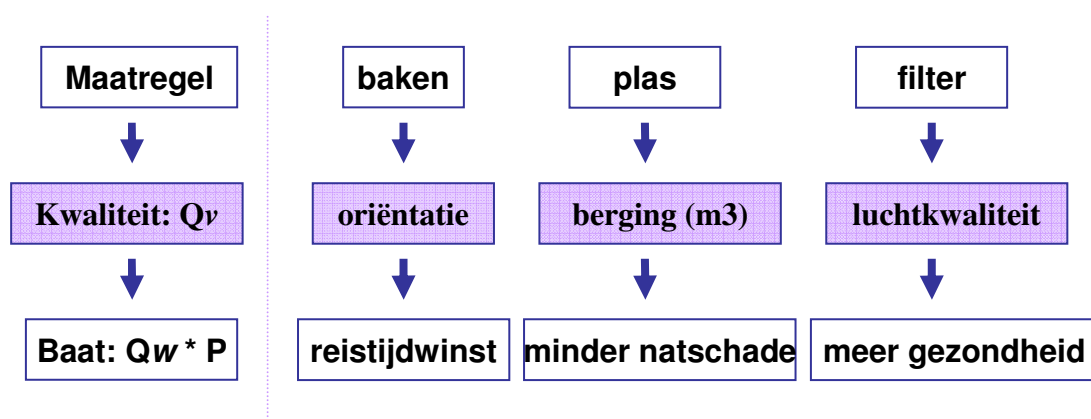 Maatregel
baken
plas
filter
Kwaliteit: Qv
oriëntatie
berging (m3)
luchtkwaliteit
Baat: Qw * P
reistijdwinst
minder natschade
meer gezondheid